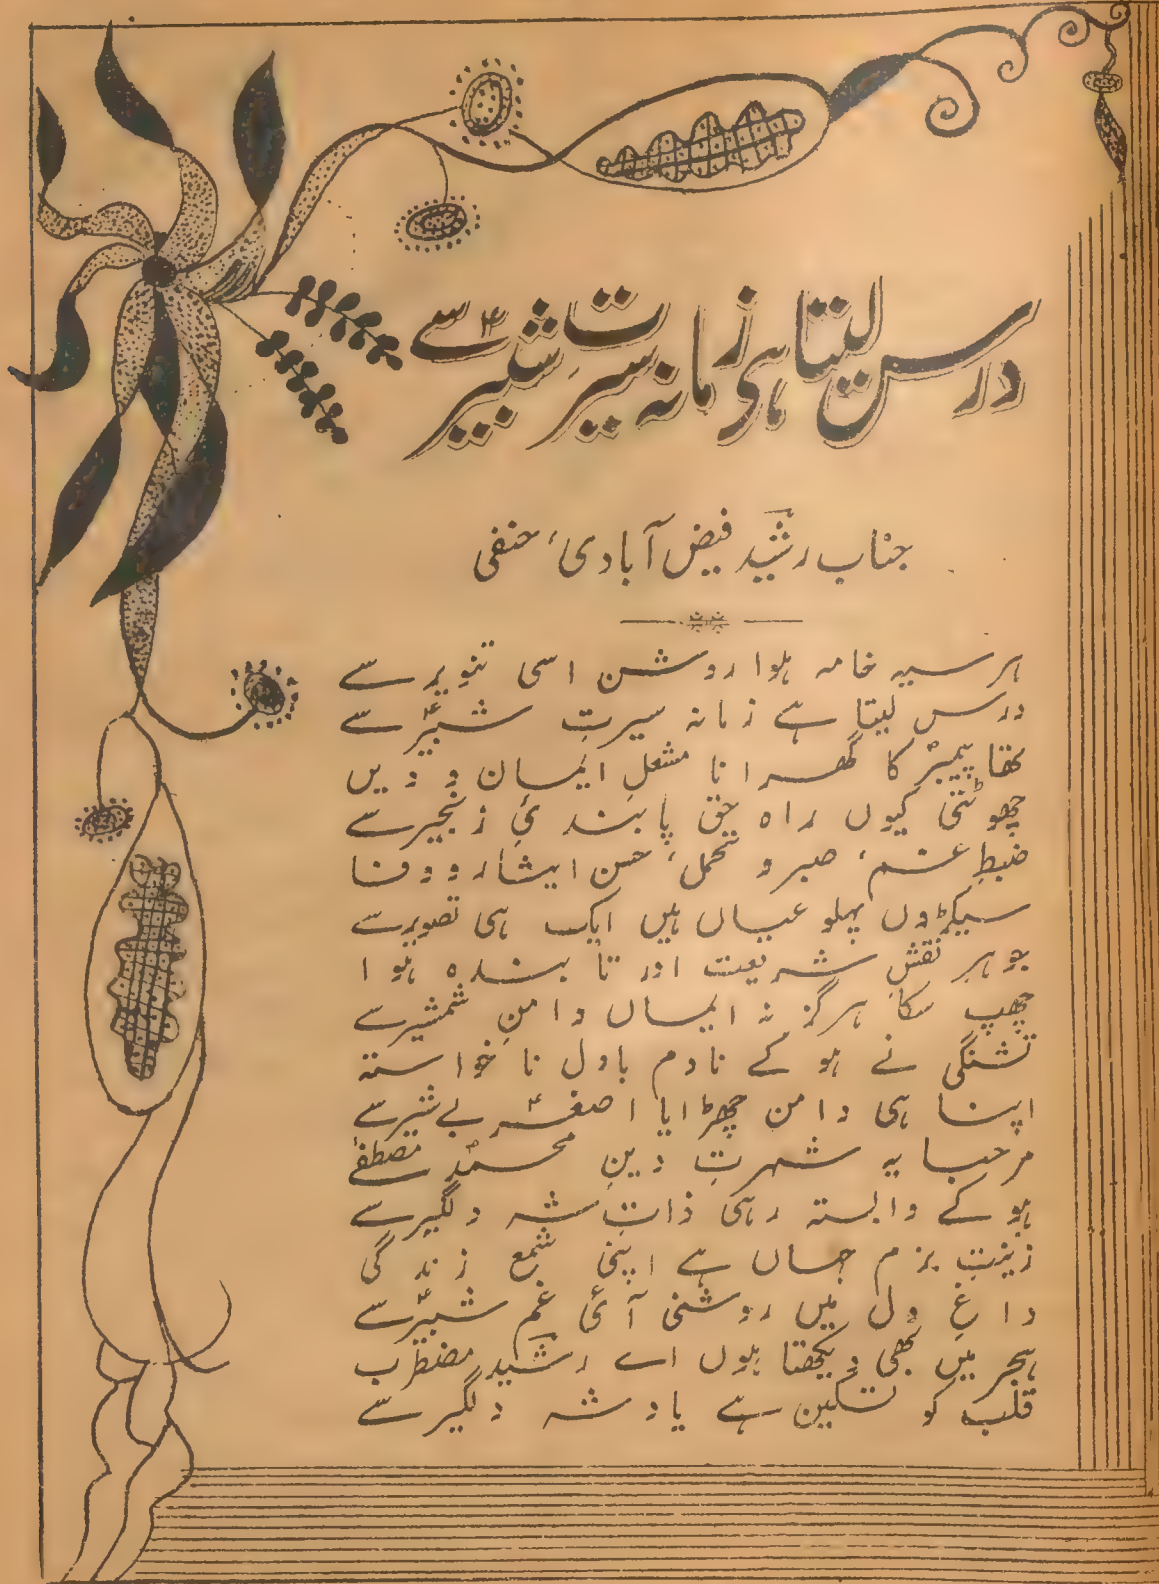 درس لیتا ہی زمانہ سیرتِ شبیرؑ سے
جناب رشیدؔ فیض آبادی، حنفی
ہر سیہ خامہ ہوا روشن اسی تنویر سے
درس لیتا ہے زمانہ سیرتِ شبیرؑ سے
تھا پیمبرؐ کا گھرانا مشعلِ ایمان و دیں
چھوٹتی کیوں راہ حق پابندیٔ زنجیر سے
ضبطِ غم، صبر و تحمل، حسن ایثار و وفا
سیکڑوں پہلو عیاں ہیں ایک ہی تصویر سے
جوہر نقشِ شریعت اور تابندہ ہوا
چھپ سکا ہرگز نہ ایماں دامنِ شمشیر سے
تشنگی نے ہو کے نادم بادل ناخواستہ
اپنا ہی دامن چھڑایا اصغرؑ بے شیر سے
مرحبا یہ شہرتِ دینِ محمدؐ مصطفےٰ
ہو کے وابستہ رہی ذاتِ شہ دلگیر سے
زینتِ بزم جہاں ہے اپنی شمع زندگی
داغِ دل میں روشنی آئی غمِ شبیرؑ سے
ہجر میں بھی دیکھتا ہوں اے رشیدؔ مضطرب
قلب کو تسکین ہے یاد شہ دلگیر سے